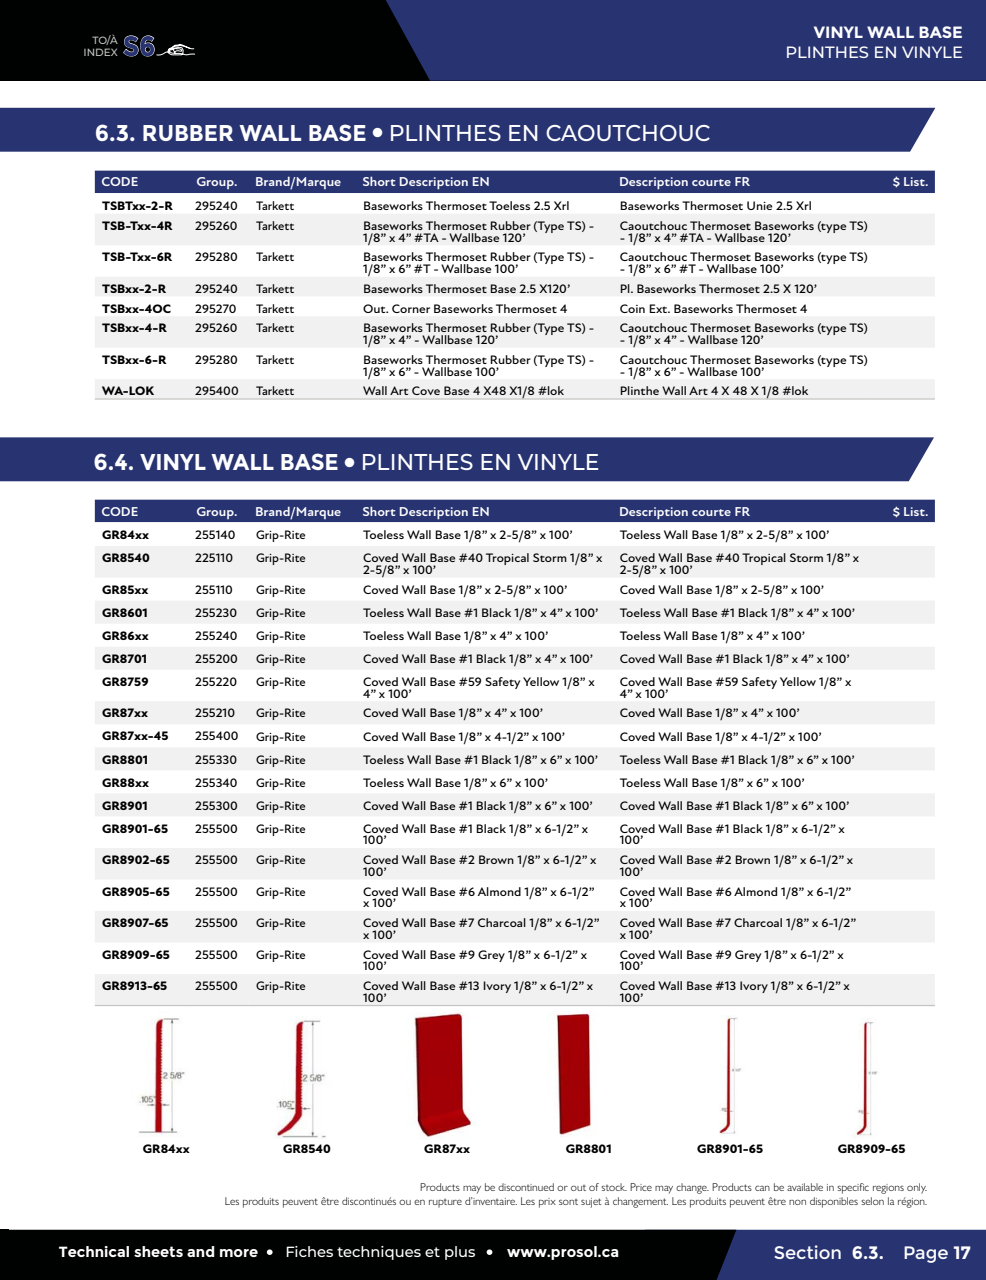 TO/À
INDEX S6
VINYL WALL BASE
PLINTHES EN VINYLE
6.3. RUBBER WALL BASE • PLINTHES EN CAOUTCHOUC
CODE Group. Brand/Marque Short Description EN Description courte FR $ List.
TSBTxx-2-R 295240 Tarkett Baseworks Thermoset Toeless 2.5 Xrl Baseworks Thermoset Unie 2.5 Xrl
TSB-Txx-4R 295260 Tarkett Baseworks Thermoset Rubber (Type TS) - Caoutchouc Thermoset Baseworks (type TS)
1/8” x 4” #TA - Wallbase 120’ - 1/8” x 4” #TA - Wallbase 120’
TSB-Txx-6R 295280 Tarkett Baseworks Thermoset Rubber (Type TS) - Caoutchouc Thermoset Baseworks (type TS)
1/8” x 6” #T - Wallbase 100’ - 1/8” x 6” #T - Wallbase 100’
TSBxx-2-R 295240 Tarkett Baseworks Thermoset Base 2.5 X120’ Pl. Baseworks Thermoset 2.5 X 120’
TSBxx-4OC 295270 Tarkett Out. Corner Baseworks Thermoset 4 Coin Ext. Baseworks Thermoset 4
TSBxx-4-R 295260 Tarkett Baseworks Thermoset Rubber (Type TS) - Caoutchouc Thermoset Baseworks (type TS)
1/8” x 4” - Wallbase 120’ - 1/8” x 4” - Wallbase 120’
TSBxx-6-R 295280 Tarkett Baseworks Thermoset Rubber (Type TS) - Caoutchouc Thermoset Baseworks (type TS)
1/8” x 6” - Wallbase 100’ - 1/8” x 6” - Wallbase 100’
WA-LOK 295400 Tarkett Wall Art Cove Base 4 X48 X1/8 #lok Plinthe Wall Art 4 X 48 X 1/8 #lok
6.4. VINYL WALL BASE • PLINTHES EN VINYLE
CODE Group. Brand/Marque Short Description EN Description courte FR $ List.
GR84xx 255140 Grip-Rite Toeless Wall Base 1/8” x 2-5/8” x 100’ Toeless Wall Base 1/8” x 2-5/8” x 100’
GR8540 225110 Grip-Rite Coved Wall Base #40 Tropical Storm 1/8” x Coved Wall Base #40 Tropical Storm 1/8” x
2-5/8” x 100’ 2-5/8” x 100’
GR85xx 255110 Grip-Rite Coved Wall Base 1/8” x 2-5/8” x 100’ Coved Wall Base 1/8” x 2-5/8” x 100’
GR8601 255230 Grip-Rite Toeless Wall Base #1 Black 1/8” x 4” x 100’ Toeless Wall Base #1 Black 1/8” x 4” x 100’
GR86xx 255240 Grip-Rite Toeless Wall Base 1/8” x 4” x 100’ Toeless Wall Base 1/8” x 4” x 100’
GR8701 255200 Grip-Rite Coved Wall Base #1 Black 1/8” x 4” x 100’ Coved Wall Base #1 Black 1/8” x 4” x 100’
GR8759 255220 Grip-Rite Coved Wall Base #59 Safety Yellow 1/8” x Coved Wall Base #59 Safety Yellow 1/8” x
4” x 100’ 4” x 100’
GR87xx 255210 Grip-Rite Coved Wall Base 1/8” x 4” x 100’ Coved Wall Base 1/8” x 4” x 100’
GR87xx-45 255400 Grip-Rite Coved Wall Base 1/8” x 4-1/2” x 100’ Coved Wall Base 1/8” x 4-1/2” x 100’
GR8801 255330 Grip-Rite Toeless Wall Base #1 Black 1/8” x 6” x 100’ Toeless Wall Base #1 Black 1/8” x 6” x 100’
GR88xx 255340 Grip-Rite Toeless Wall Base 1/8” x 6” x 100’ Toeless Wall Base 1/8” x 6” x 100’
GR8901 255300 Grip-Rite Coved Wall Base #1 Black 1/8” x 6” x 100’ Coved Wall Base #1 Black 1/8” x 6” x 100’
GR8901-65 255500 Grip-Rite Coved Wall Base #1 Black 1/8” x 6-1/2” x Coved Wall Base #1 Black 1/8” x 6-1/2” x
100’ 100’
GR8902-65 255500 Grip-Rite Coved Wall Base #2 Brown 1/8” x 6-1/2” x Coved Wall Base #2 Brown 1/8” x 6-1/2” x
100’ 100’
GR8905-65 255500 Grip-Rite Coved Wall Base #6 Almond 1/8” x 6-1/2” Coved Wall Base #6 Almond 1/8” x 6-1/2”
x 100’ x 100’
GR8907-65 255500 Grip-Rite Coved Wall Base #7 Charcoal 1/8” x 6-1/2” Coved Wall Base #7 Charcoal 1/8” x 6-1/2”
x 100’ x 100’
GR8909-65 255500 Grip-Rite Coved Wall Base #9 Grey 1/8” x 6-1/2” x Coved Wall Base #9 Grey 1/8” x 6-1/2” x
100’ 100’
GR8913-65 255500 Grip-Rite Coved Wall Base #13 Ivory 1/8” x 6-1/2” x Coved Wall Base #13 Ivory 1/8” x 6-1/2” x
100’ 100’
2 5/8" 2 5/8"
.105" .105"
GR84xx GR8540 GR87xx GR8801 GR8901-65 GR8909-65
Products may be discontinued or out of stock. Price may change. Products can be available in specific regions only.
Les produits peuvent être discontinués ou en rupture d’inventaire. Les prix sont sujet à changement. Les produits peuvent être non disponibles selon la région.
Technical sheets and more • Fiches techniques et plus • www.prosol.ca
Section 6.3. Page 17